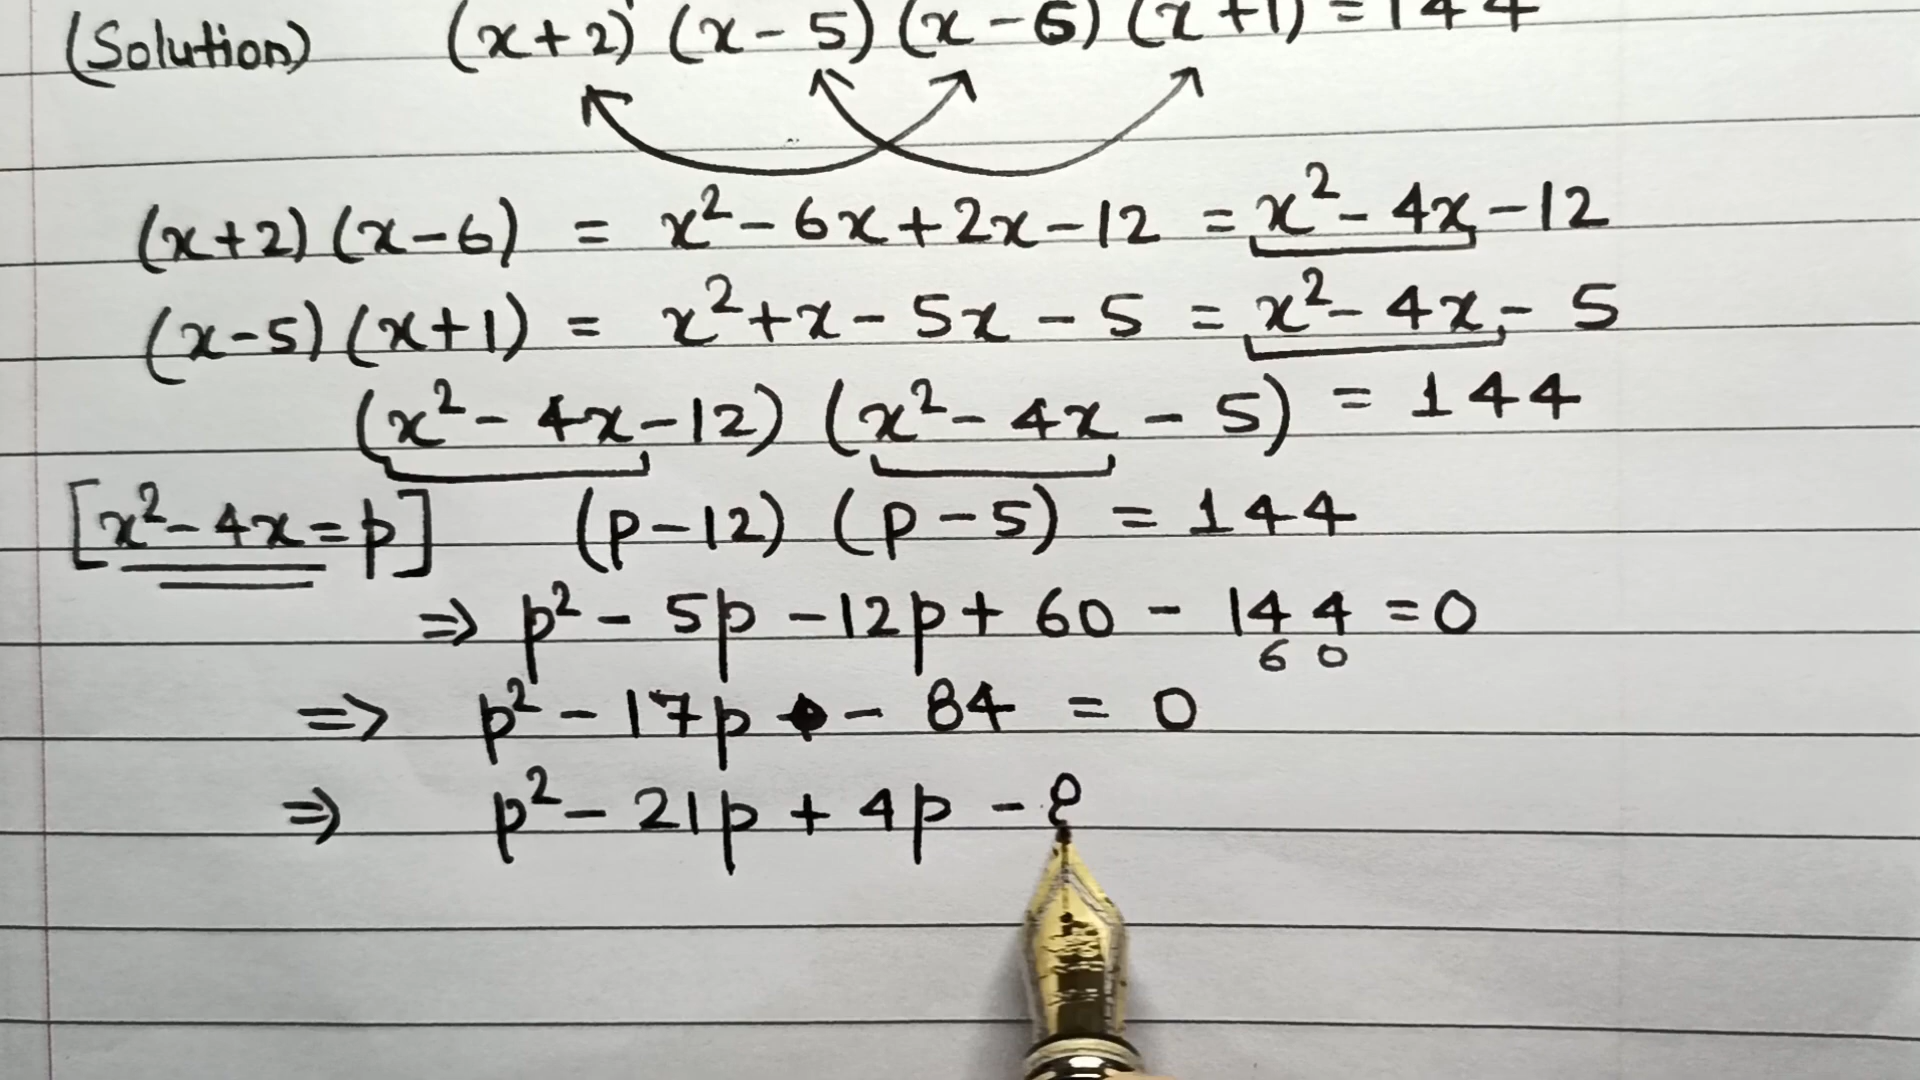 (Solution) (x+2) (x-5) (x-6) (x+1) = 144
(x+2) (x-6) = x² - 6x + 2x - 12 = x² - 4x - 12
(x-5) (x+1) = x² + x - 5x - 5 = x² - 4x - 5
(x² - 4x - 12) (x² - 4x - 5) = 144
[x² - 4x = p] (p - 12) (p - 5) = 144
⇒ p² - 5p - 12p + 60 - 144 = 0
6 0
⇒ p² - 17p - 84 = 0
⇒ p² - 21p + 4p -